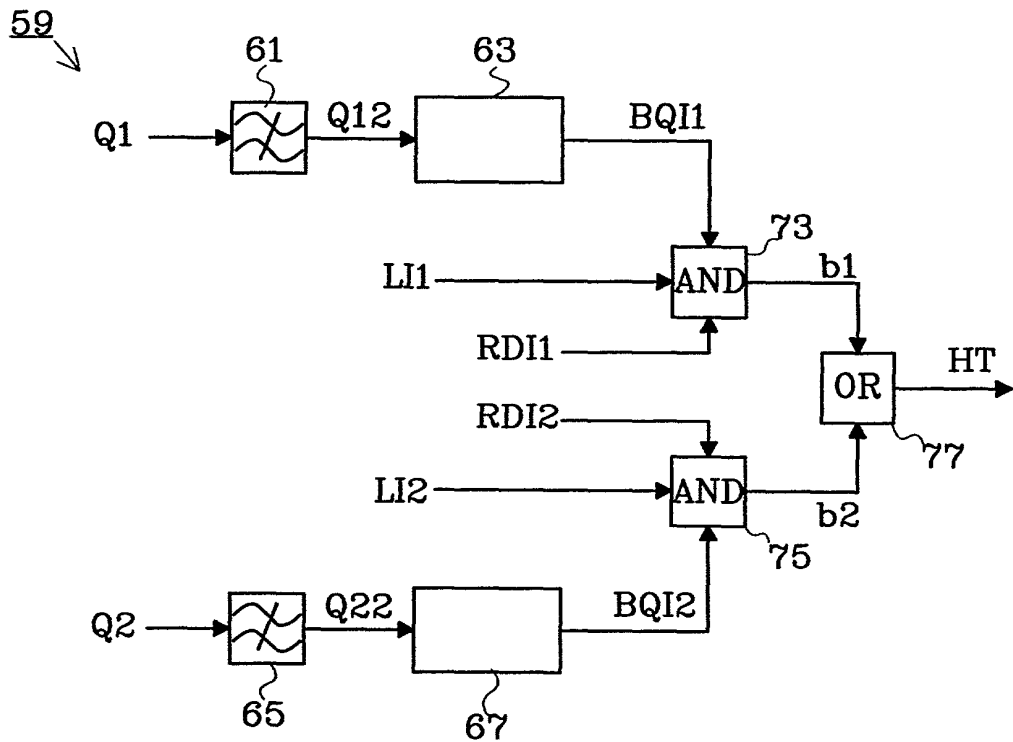 59
61
63
Q1
Q12
BQI1
73
LI1
AND
b1
RDI1
HT
OR
RDI2
77
LI2
AND
b2
75
Q2
Q22
BQI2
65
67